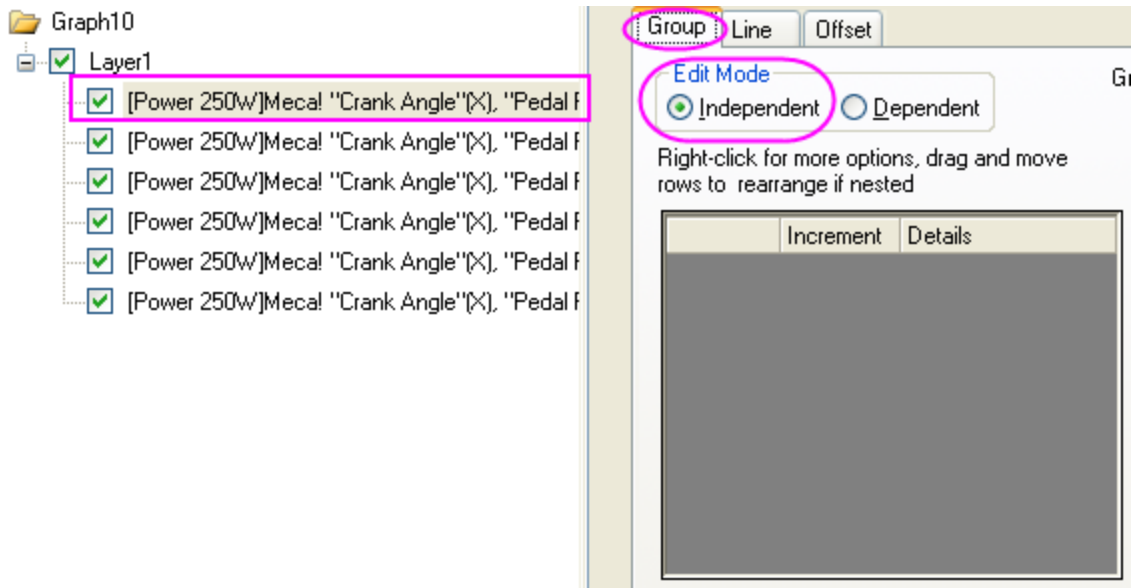 Graph10
Layer1
[Power 250W]Meca! "Crank Angle"(X), "Pedal
[Power 250W]Meca! "Crank Angle"(X), "Pedal
[Power 250W]Meca! "Crank Angle"(X), "Pedal
[Power 250W]Meca! "Crank Angle"(X), "Pedal
[Power 250W]Meca! "Crank Angle"(X), "Pedal
[Power 250W]Meca! "Crank Angle"(X), "Pedal
Group Line Offset
Edit Mode
Independent Dependent
Right-click for more options, drag and move
rows to rearrange if nested
Increment Details